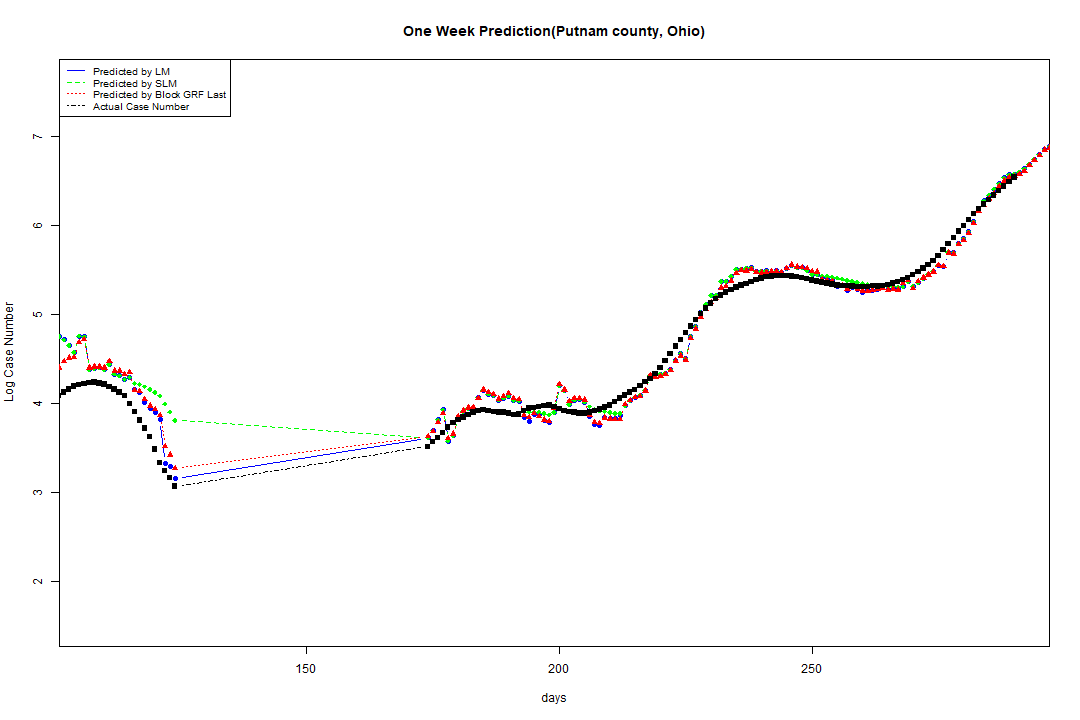 One Week Prediction(Putnam county, Ohio)
Predicted by LM
Predicted by SLM
Predicted by Block GRF Last
Actual Case Number
7
6
5
4
3
2
Log Case Number
150 200 250
days